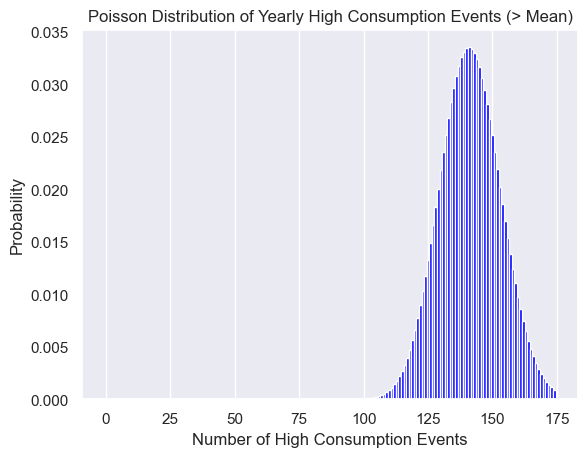 Poisson Distribution of Yearly High Consumption Events (> Mean)
0.035
0.030
0.025
0.020
0.015
0.010
0.005
0.000
Probability
0 25 50 75 100 125 150 175
Number of High Consumption Events